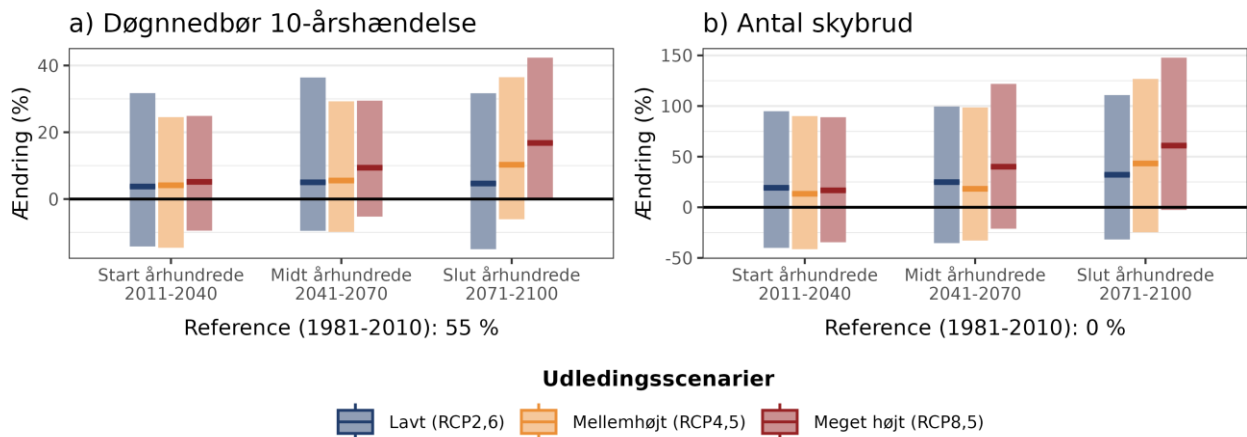 a) Døgnnedbør 10-årshændelse
Ændring (%)
40
20
0
Start århundrede
2011-2040
Midt århundrede
2041-2070
Slut århundrede
2071-2100
Reference (1981-2010): 55 %
b) Antal skybrud
Ændring (%)
150
100
50
0
-50
Start århundrede
2011-2040
Midt århundrede
2041-2070
Slut århundrede
2071-2100
Reference (1981-2010): 0 %
Udledingsscenarier
Lavt (RCP2,6)
Mellemhøjt (RCP4,5)
Meget højt (RCP8,5)